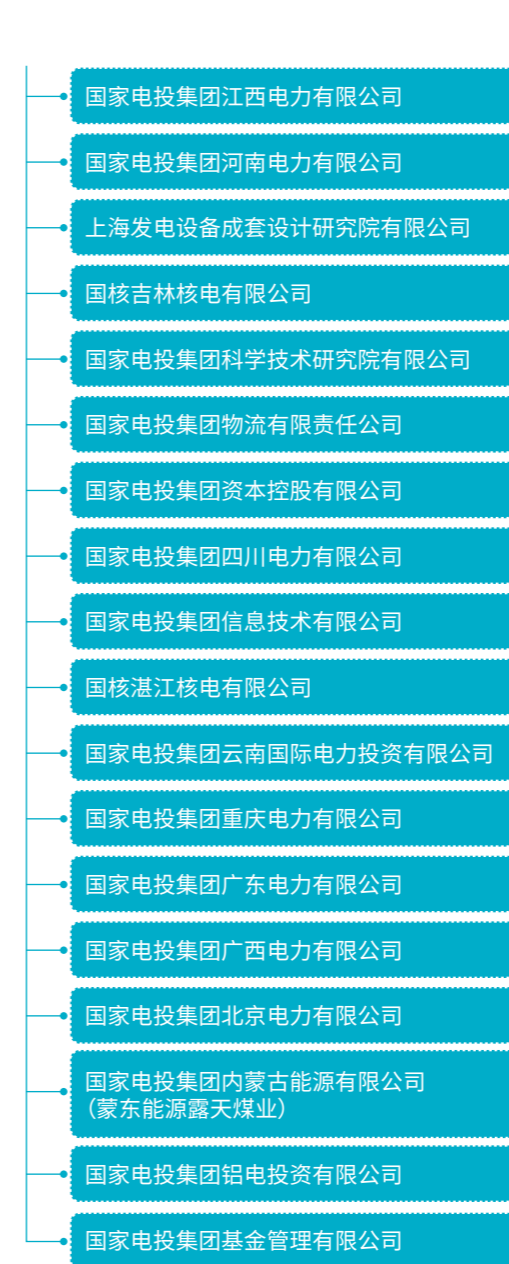 国家电投集团江西电力有限公司
国家电投集团河南电力有限公司
上海发电设备成套设计研究院有限公司
国核吉林核电有限公司
国家电投集团科学技术研究院有限公司
国家电投集团物流有限责任公司
国家电投集团资本控股有限公司
国家电投集团四川电力有限公司
国家电投集团信息技术有限公司
国核湛江核电有限公司
国家电投集团云南国际电力投资有限公司
国家电投集团重庆电力有限公司
国家电投集团广东电力有限公司
国家电投集团广西电力有限公司
国家电投集团北京电力有限公司
国家电投集团内蒙古能源有限公司
（蒙东能源露天煤业）
国家电投集团铝电投资有限公司
国家电投集团基金管理有限公司